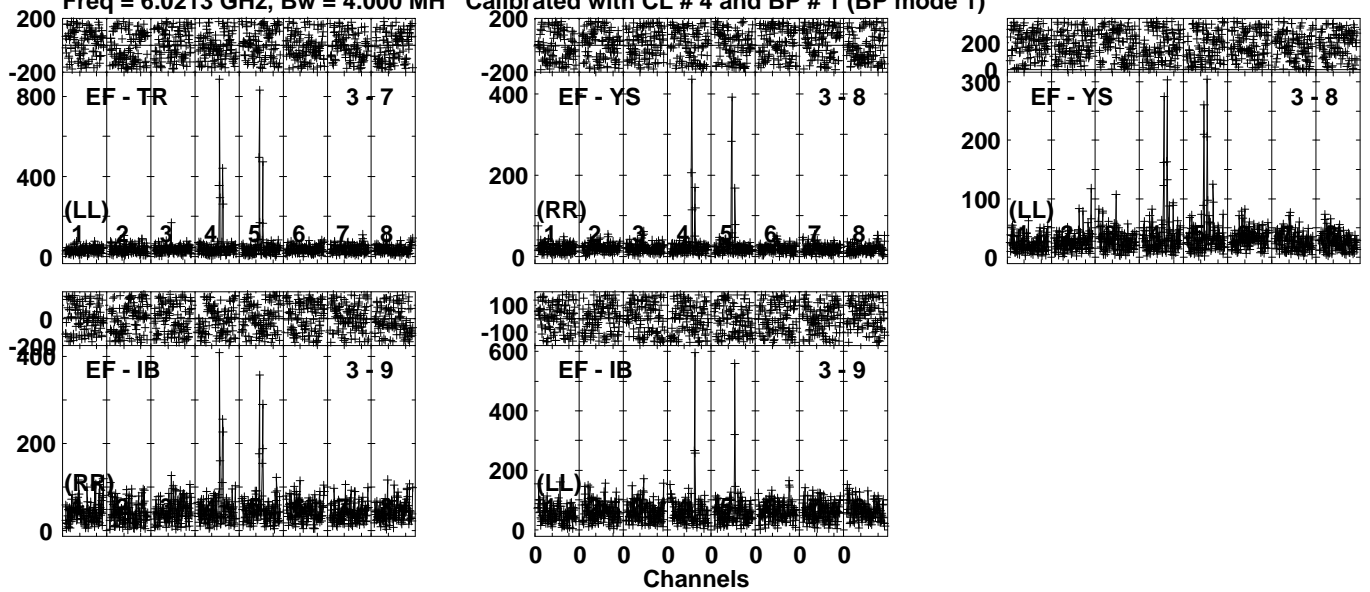 Freq = 6.0213 GHz, Bw = 4.000 MH Calibrated with CL # 4 and BP # 1 (BP mode 1)
200
-200
800
400
0
EF - TR 3 - 7
(LL)
1 2 3 4 5 6 7 8
200
-200
400
200
0
EF - YS 3 - 8
(RR)
1 2 3 4 5 6 7 8
200
0
300
200
100
0
EF - YS 3 - 8
(LL)
0
-200
400
200
0
EF - IB 3 - 9
(RR)
100
-100
600
400
200
0
EF - IB 3 - 9
(LL)
0 0 0 0 0 0 0 0
Channels